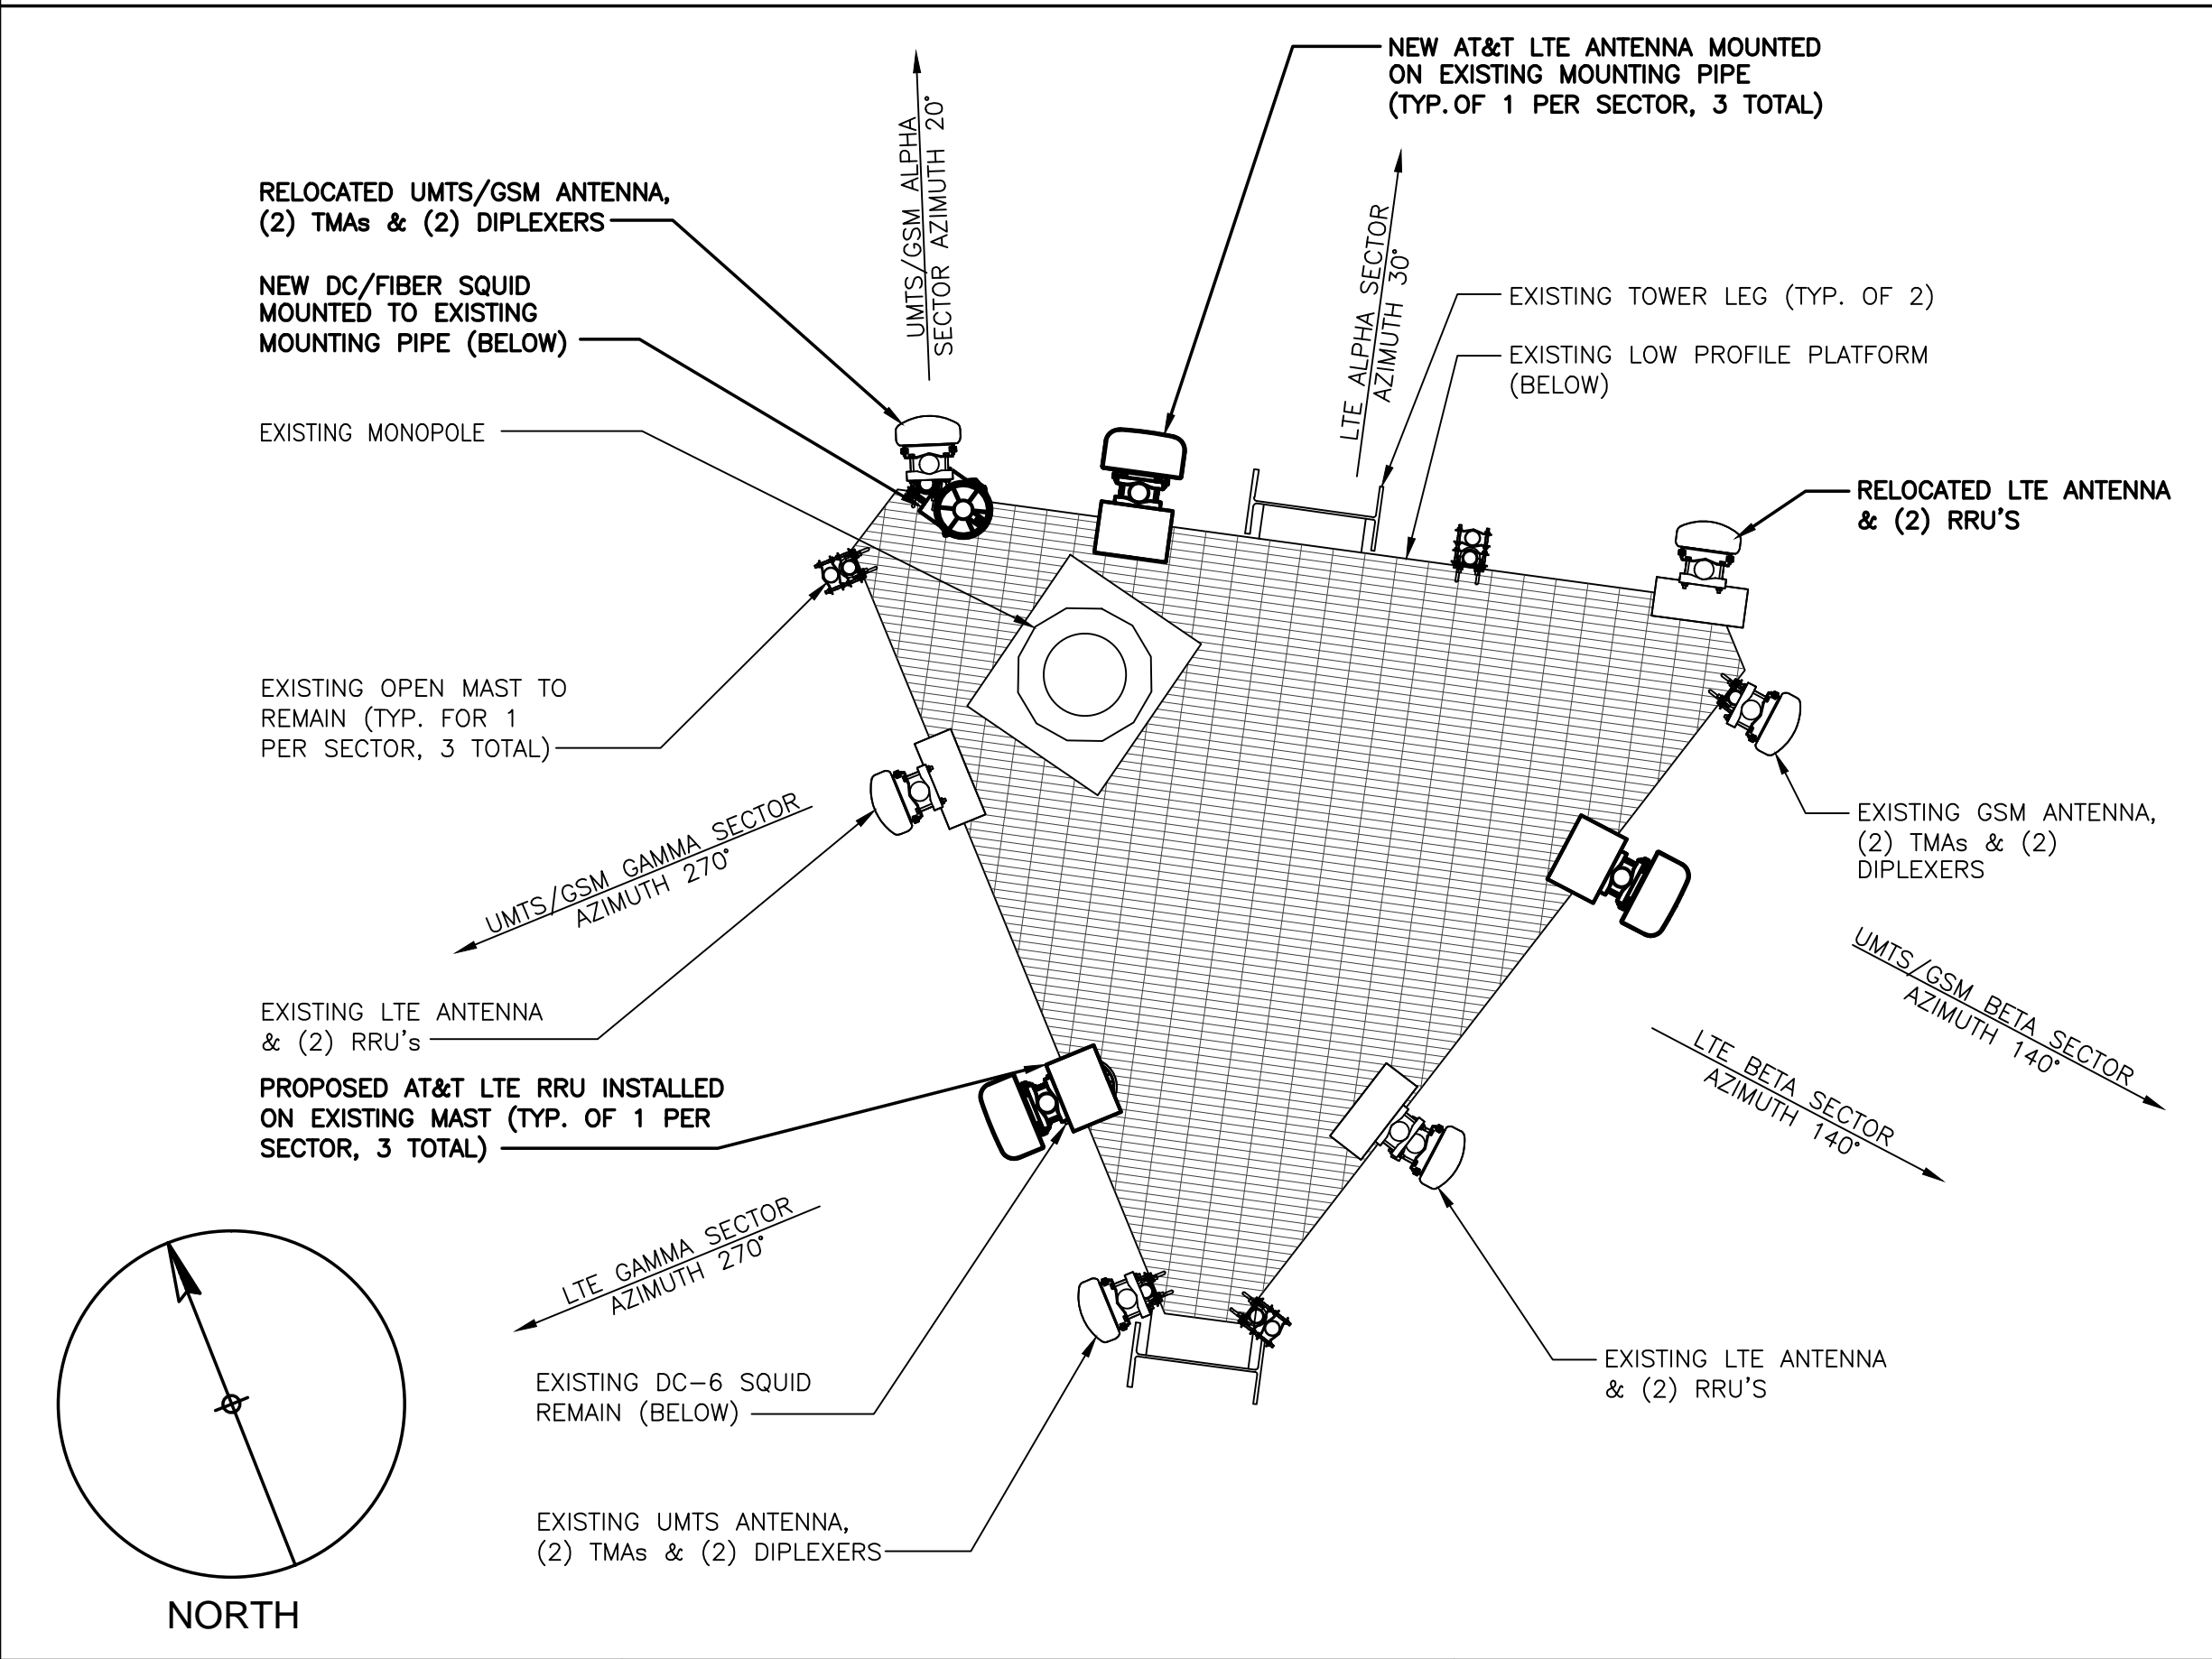 NEW AT&T LTE ANTENNA MOUNTED
ON EXISTING MOUNTING PIPE
(TYP. OF 1 PER SECTOR, 3 TOTAL)
UMTS/GSM ALPHA
SECTOR AZIMUTH 20°
RELOCATED UMTS/GSM ANTENNA,
(2) TMAs & (2) DIPLEXERS
LTE ALPHA SECTOR
AZIMUTH 30°
NEW DC/FIBER SQUID
MOUNTED TO EXISTING
MOUNTING PIPE (BELOW)
EXISTING TOWER LEG (TYP. OF 2)
EXISTING LOW PROFILE PLATFORM
(BELOW)
EXISTING MONOPOLE
RELOCATED LTE ANTENNA
& (2) RRU'S
EXISTING OPEN MAST TO
REMAIN (TYP. FOR 1
PER SECTOR, 3 TOTAL)
UMTS/GSM GAMMA SECTOR
AZIMUTH 270°
EXISTING GSM ANTENNA,
(2) TMAs & (2)
DIPLEXERS
UMTS/GSM BETA SECTOR
AZIMUTH 140°
EXISTING LTE ANTENNA
& (2) RRU's
LTE BETA SECTOR
AZIMUTH 140°
PROPOSED AT&T LTE RRU INSTALLED
ON EXISTING MAST (TYP. OF 1 PER
SECTOR, 3 TOTAL)
LTE GAMMA SECTOR
AZIMUTH 270°
EXISTING DC-6 SQUID
REMAIN (BELOW)
EXISTING LTE ANTENNA
& (2) RRU'S
EXISTING UMTS ANTENNA,
(2) TMAs & (2) DIPLEXERS
NORTH